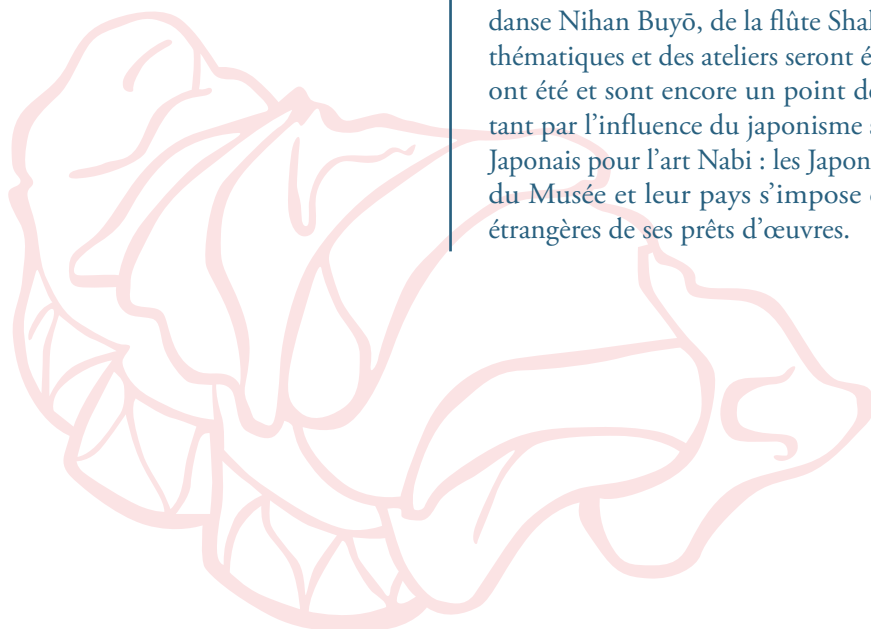 danse Nihan Buyō, de la flûte Shal
thématiques et des ateliers seront é
ont été et sont encore un point d
tant par l’influence du japonisme
Japonais pour l’art Nabi : les Japon
du Musée et leur pays s’impose
étrangères de ses prêts d’œuvres.